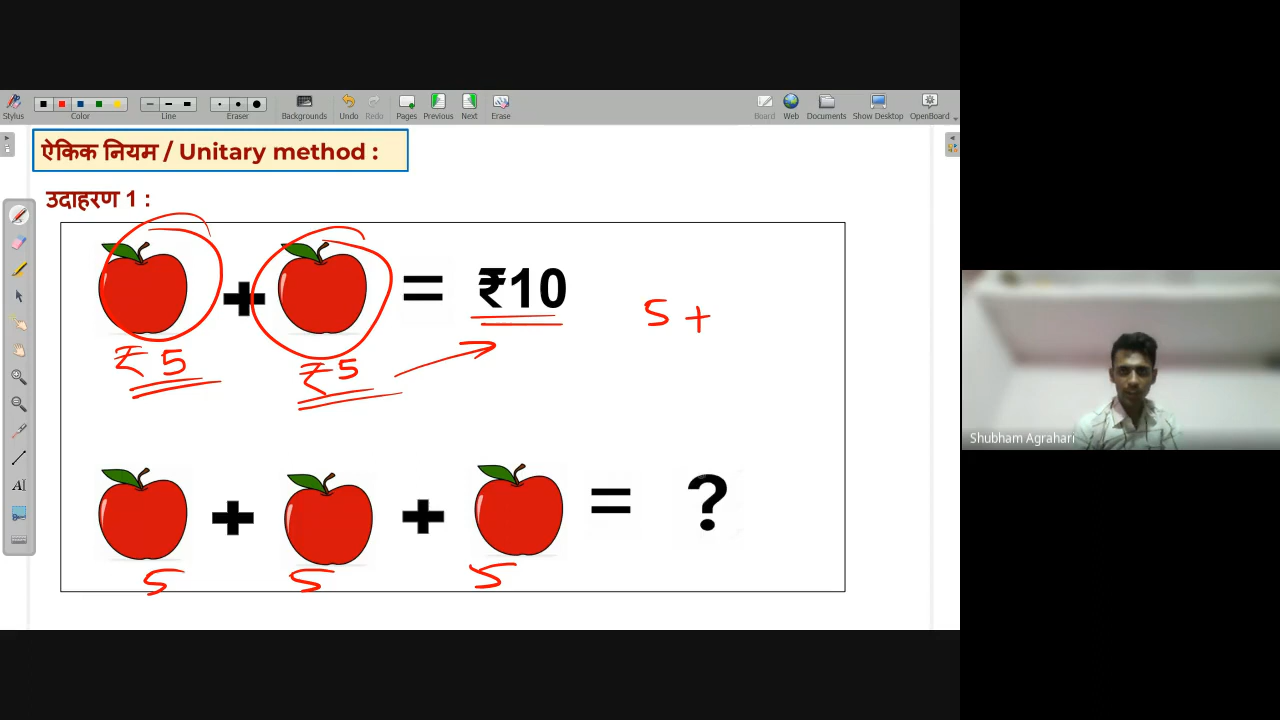 Stylus Color Line Eraser Backgrounds Undo Redo Pages Previous Next Erase Board Web Documents Show Desktop OpenBoard
ऐकिक नियम / Unitary method :
उदाहरण 1 :
+ = ₹10 5 +
₹ 5 ₹ 5
+ + = ?
5 5 5
Shubham Agrahari